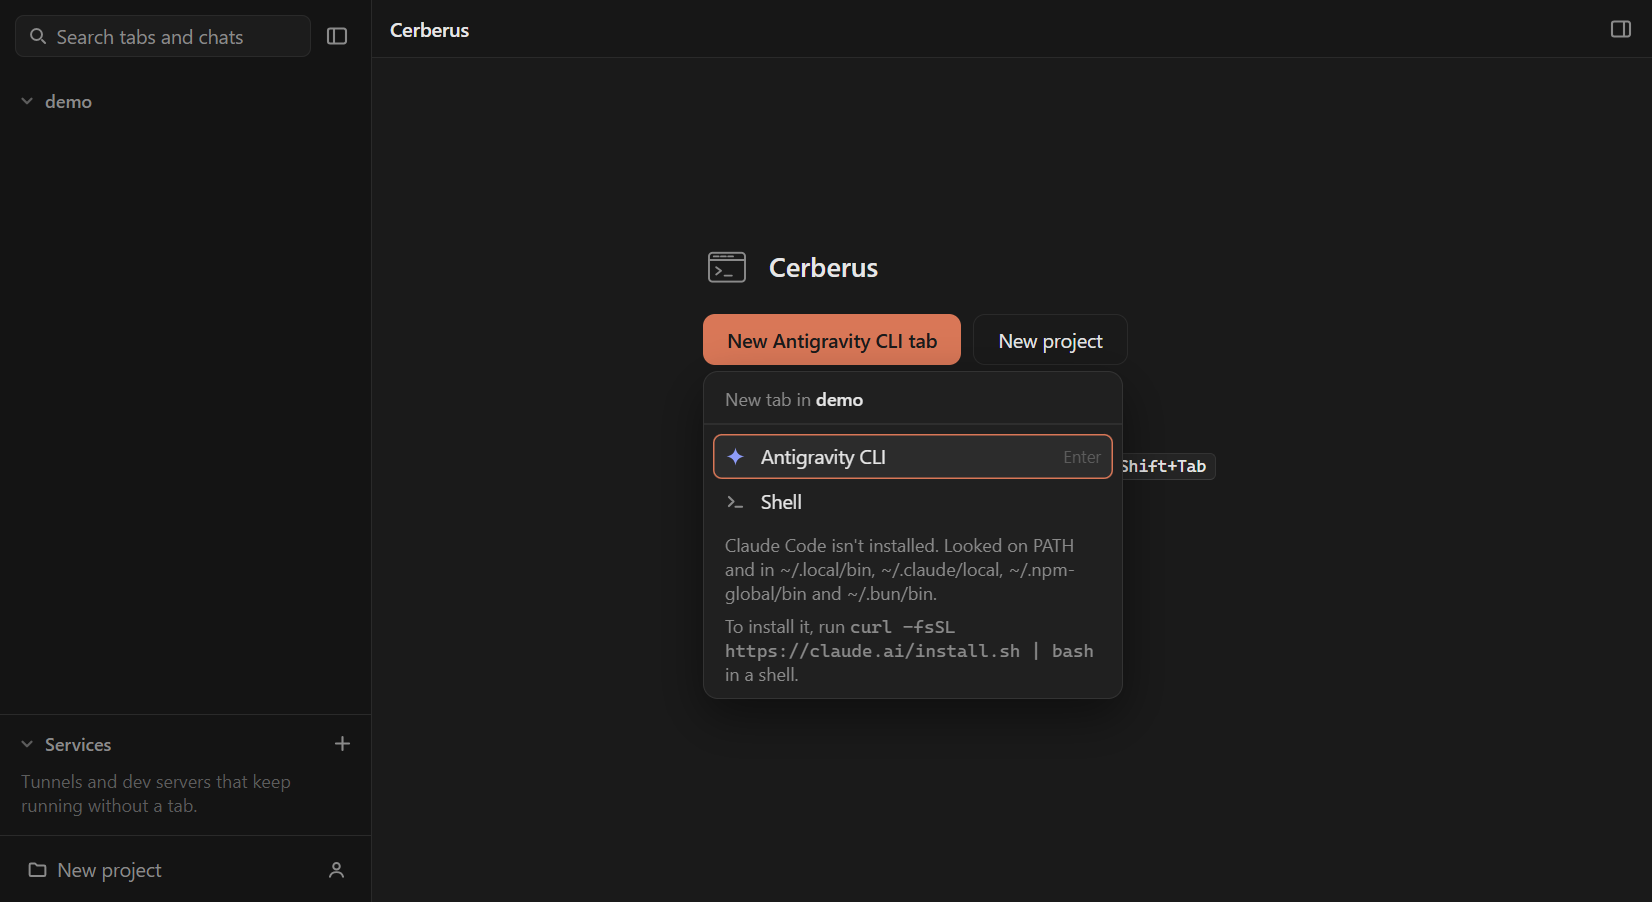 Search tabs and chats
Cerberus
demo
Cerberus
New Antigravity CLI tab
New project
New tab in demo
Antigravity CLI
Enter
Shift+Tab
Shell
Claude Code isn't installed. Looked on PATH
and in ~/.local/bin, ~/.claude/local, ~/.npm-
global/bin and ~/.bun/bin.
To install it, run curl -fsSL
https://claude.ai/install.sh | bash
in a shell.
Services
Tunnels and dev servers that keep
running without a tab.
New project